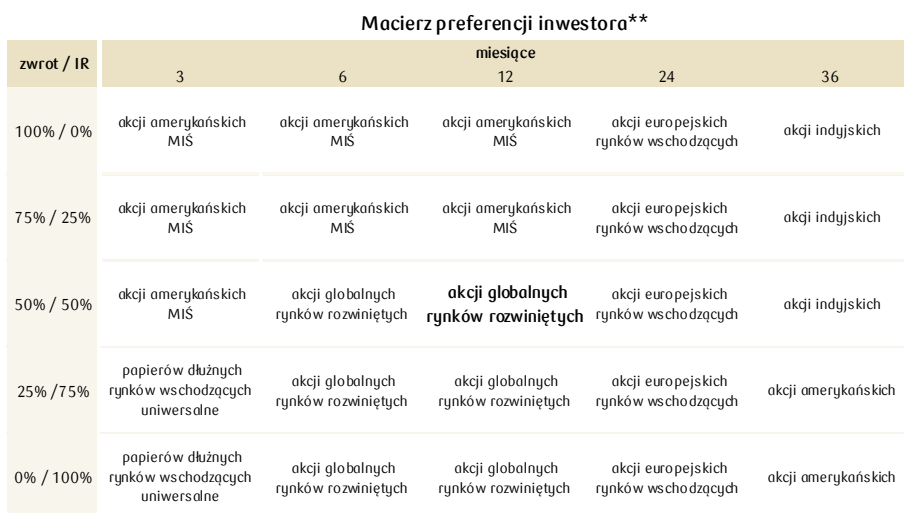 Macierz preferencji inwestora**
zwrot / IR
miesiące
3 6 12 24 36
100% / 0%
akcji amerykańskich
MIŚ
akcji amerykańskich
MIŚ
akcji amerykańskich
MIŚ
akcji europejskich
rynków wschodzących
akcji indyjskich
75% / 25%
akcji amerykańskich
MIŚ
akcji amerykańskich
MIŚ
akcji amerykańskich
MIŚ
akcji europejskich
rynków wschodzących
akcji indyjskich
50% / 50%
akcji amerykańskich
MIŚ
akcji globalnych
rynków rozwiniętych
akcji globalnych
rynków rozwiniętych
akcji europejskich
rynków wschodzących
akcji indyjskich
25% /75%
papierów dłużnych
rynków wschodzących
uniwersalne
akcji globalnych
rynków rozwiniętych
akcji globalnych
rynków rozwiniętych
akcji europejskich
rynków wschodzących
akcji amerykańskich
0% / 100%
papierów dłużnych
rynków wschodzących
uniwersalne
akcji globalnych
rynków rozwiniętych
akcji globalnych
rynków rozwiniętych
akcji europejskich
rynków wschodzących
akcji amerykańskich